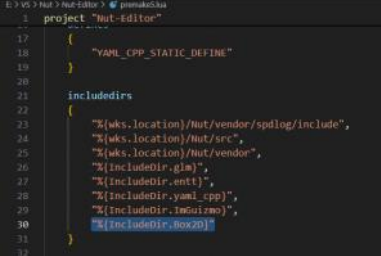 E: > VS > Nut > Nut-Editor > premake5.lua
1 project "Nut-Editor"
17 {
18 "YAML_CPP_STATIC_DEFINE"
19 }
20
21 includedirs
22 {
23 "%{wks.location}/Nut/vendor/spdlog/include",
24 "%{wks.location}/Nut/src",
25 "%{wks.location}/Nut/vendor",
26 "%{IncludeDir.glm}",
27 "%{IncludeDir.entt}",
28 "%{IncludeDir.yaml_cpp}",
29 "%{IncludeDir.ImGuizmo}",
30 "%{IncludeDir.Box2D}"
31 }
32